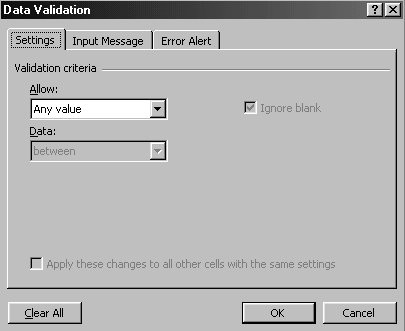 Data Validation
Settings Input Message Error Alert
Validation criteria
Allow:
Any value Ignore blank
Data:
between
Apply these changes to all other cells with the same settings
Clear All OK Cancel